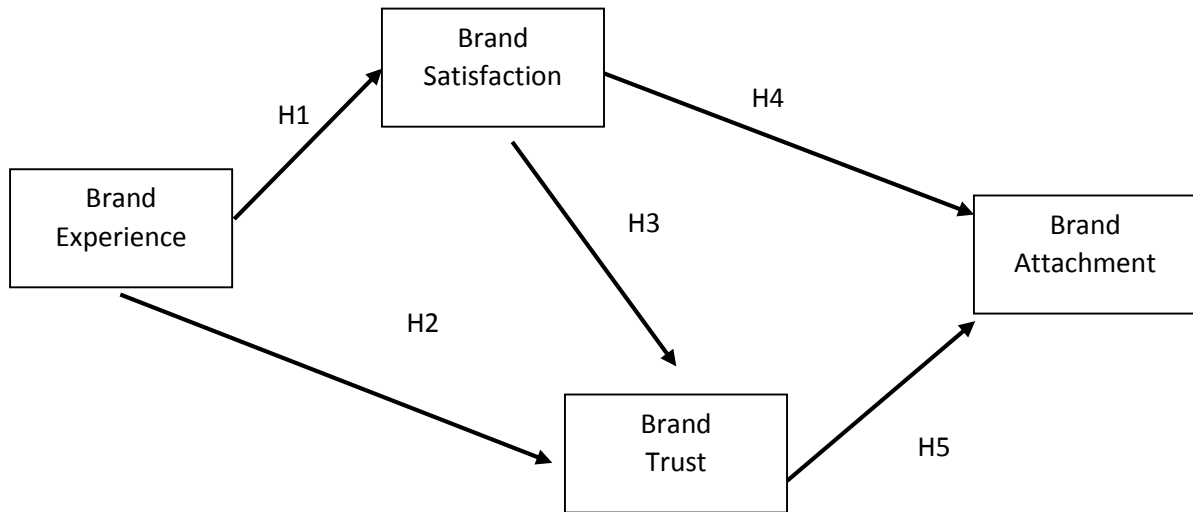 Brand
Satisfaction
H4
H1
Brand
Experience
H3
Brand
Attachment
H2
Brand
Trust
H5